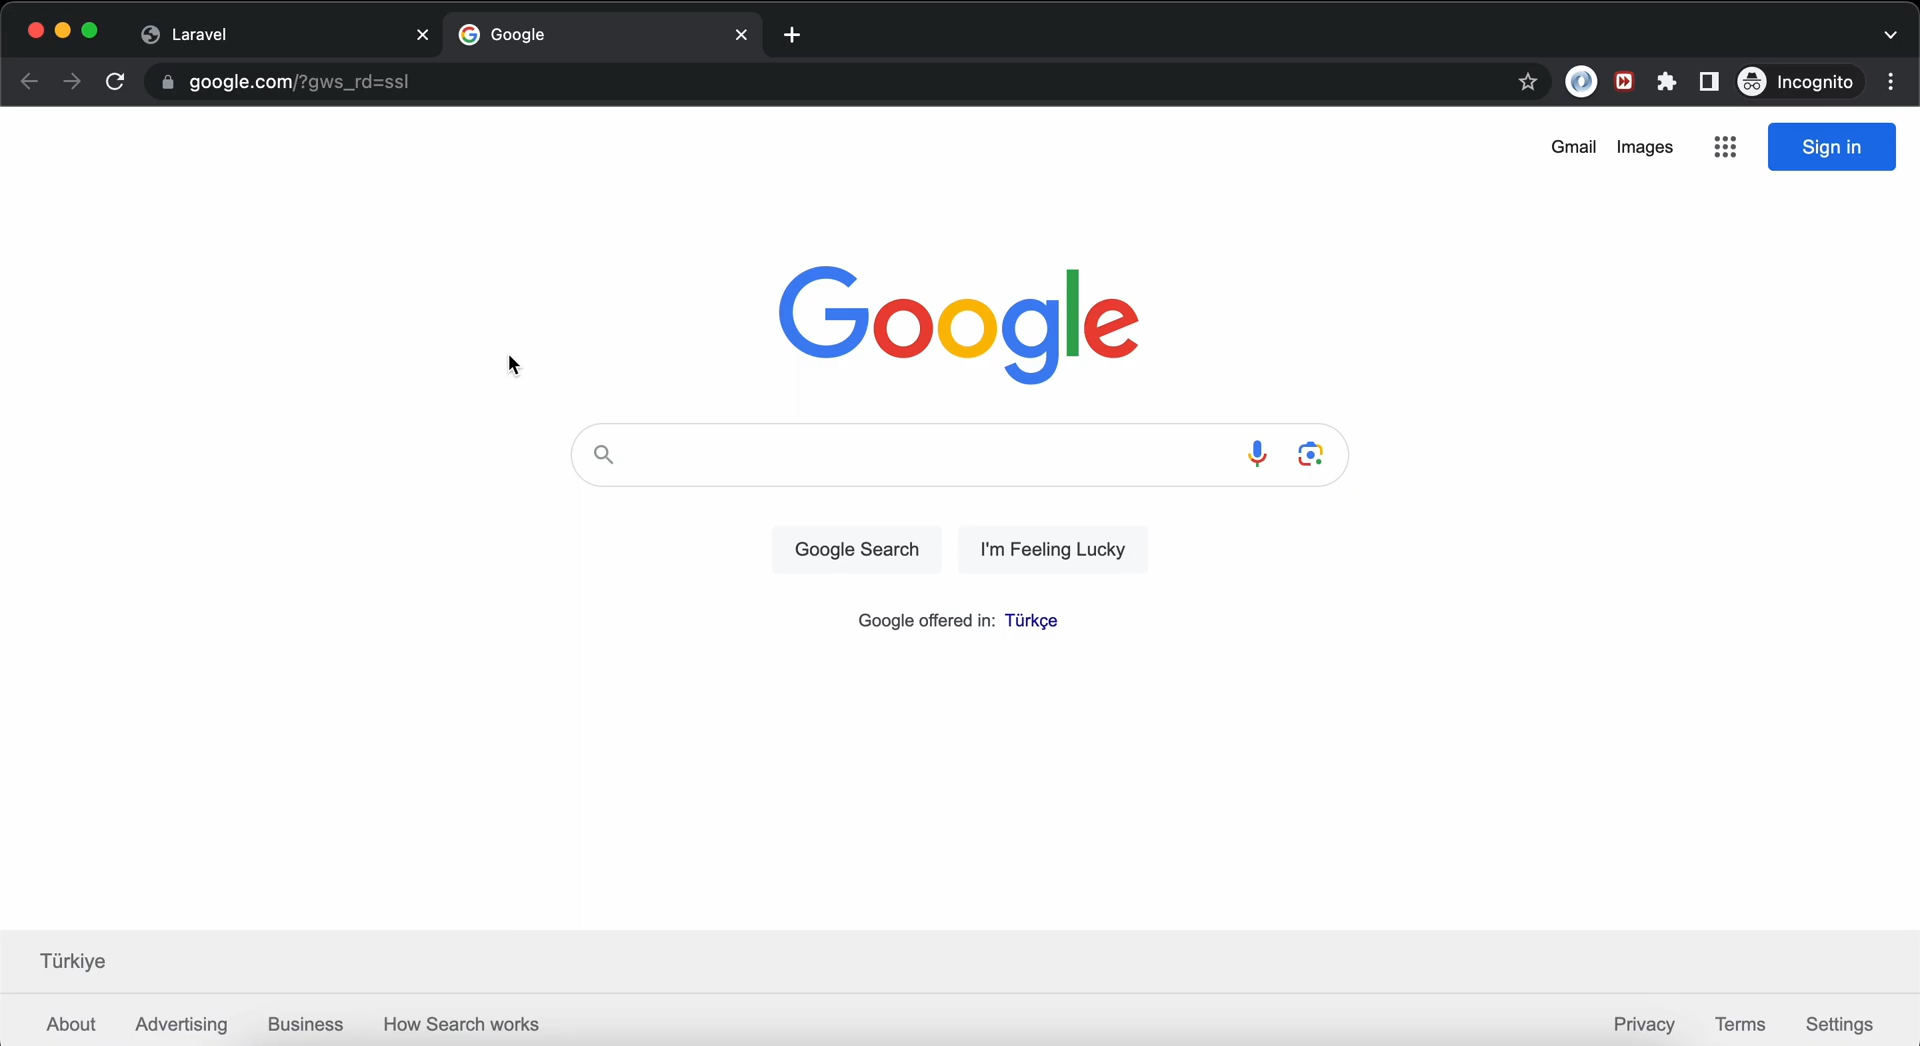 Laravel
Google
google.com/?gws_rd=ssl
Incognito
Gmail
Images
Sign in
Google
Google Search
I'm Feeling Lucky
Google offered in: Türkçe
Türkiye
About
Advertising
Business
How Search works
Privacy
Terms
Settings